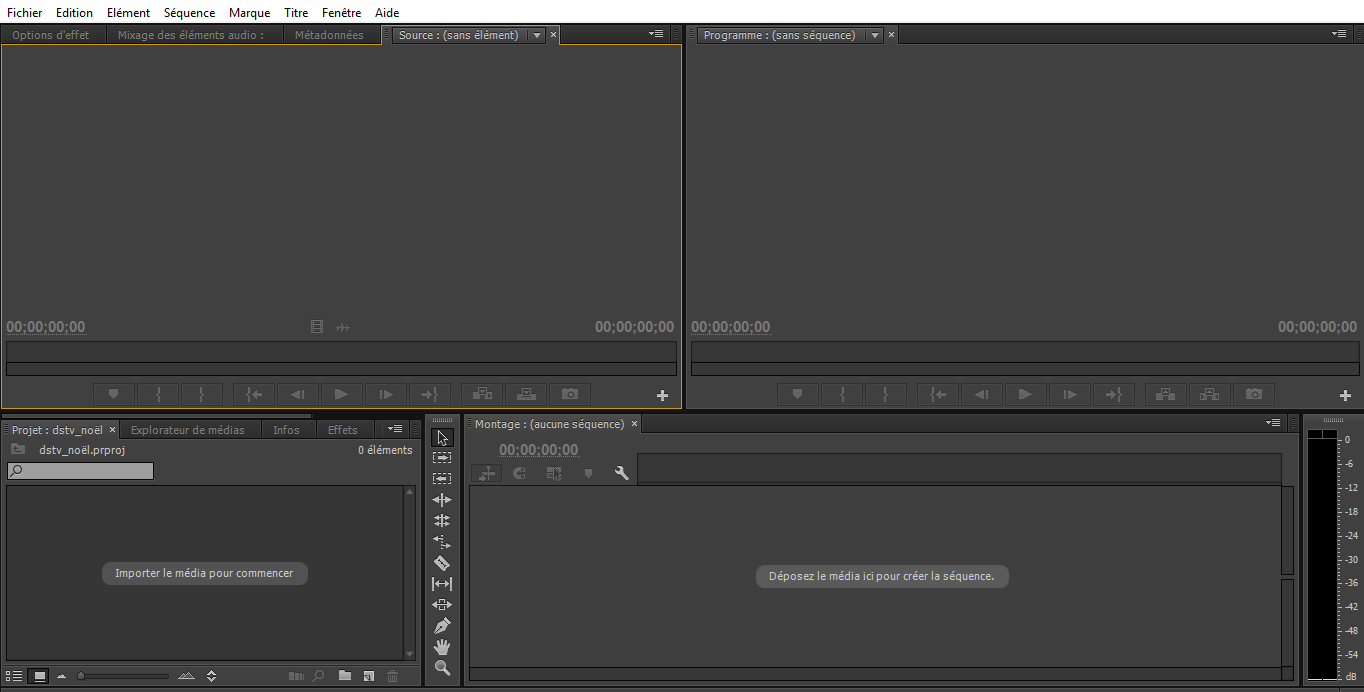 Fichier Edition Elément Séquence Marque Titre Fenêtre Aide
Options d'effet Mixage des éléments audio : Métadonnées Source : (sans élément) Programme : (sans séquence)
00;00;00;00 00;00;00;00 00;00;00;00 00;00;00;00
Projet : dstv_noël Explorateur de médias Infos Effets
dstv_noël.prproj 0 éléments
Importer le média pour commencer
Montage : (aucune séquence)
00:00:00:00
Déposez le média ici pour créer la séquence.
0
-6
-12
-18
-24
-30
-36
-42
-48
-54
dB